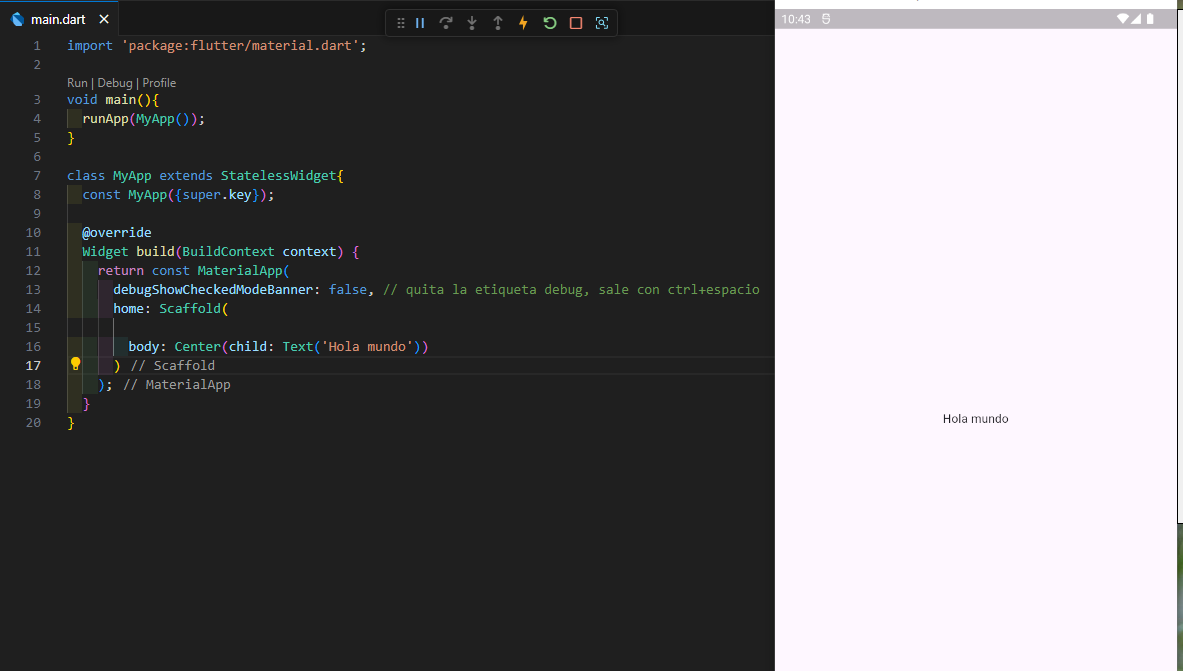 main.dart
1 import 'package:flutter/material.dart';
2
Run | Debug | Profile
3 void main(){
4 runApp(MyApp());
5 }
6
7 class MyApp extends StatelessWidget{
8 const MyApp({super.key});
9
10 @override
11 Widget build(BuildContext context) {
12 return const MaterialApp(
13 debugShowCheckedModeBanner: false, // quita la etiqueta debug, sale con ctrl+espacio
14 home: Scaffold(
15
16 body: Center(child: Text('Hola mundo'))
17 ) // Scaffold
18 ); // MaterialApp
19 }
20 }
10:43
Hola mundo